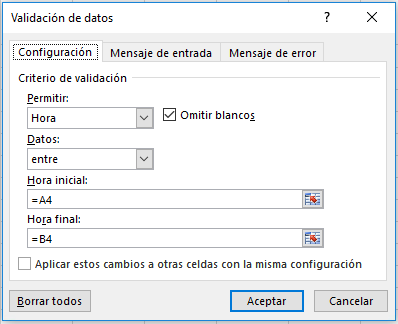 Validación de datos ? ×
Configuración Mensaje de entrada Mensaje de error
Criterio de validación
Permitir:
Hora Omitir blancos
Datos:
entre
Hora inicial:
=A4
Hora final:
=B4
Aplicar estos cambios a otras celdas con la misma configuración
Borrar todos Aceptar Cancelar